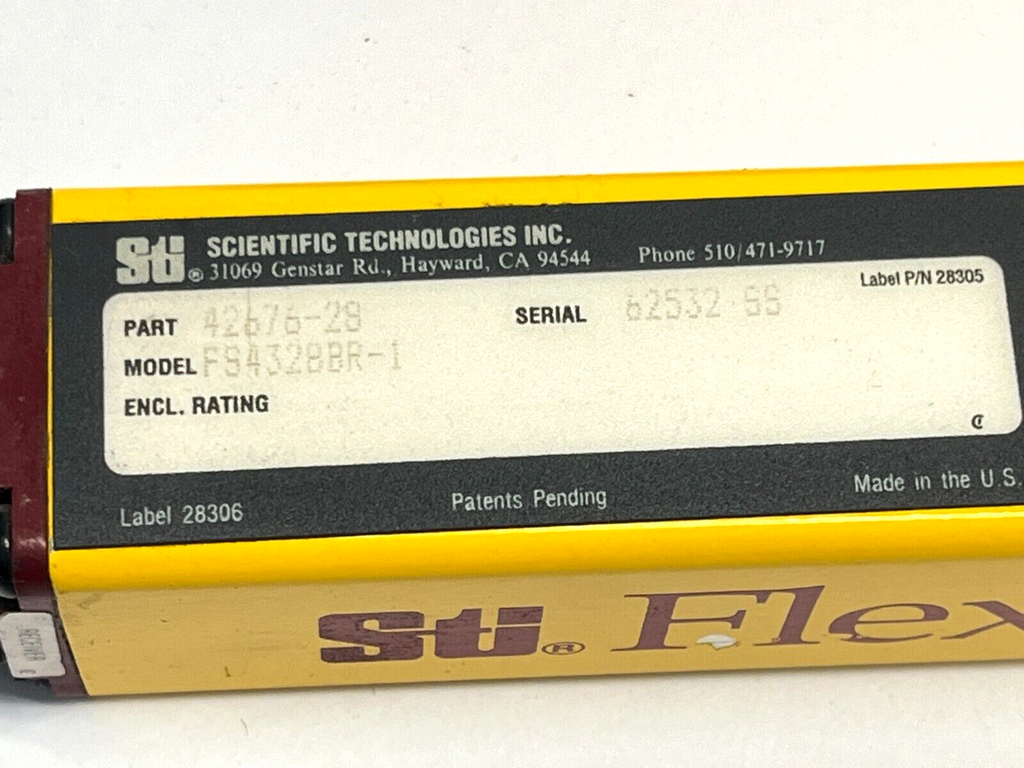 Sti ® SCIENTIFIC TECHNOLOGIES INC.
31069 Genstar Rd., Hayward, CA 94544 Phone 510/471-9717
Label P/N 28305
PART 42676-28 SERIAL 62532
MODEL FS4328BR-1
ENCL. RATING
Label 28306 Patents Pending Made in the U.S.
Sti® Flex
RECEIVER C